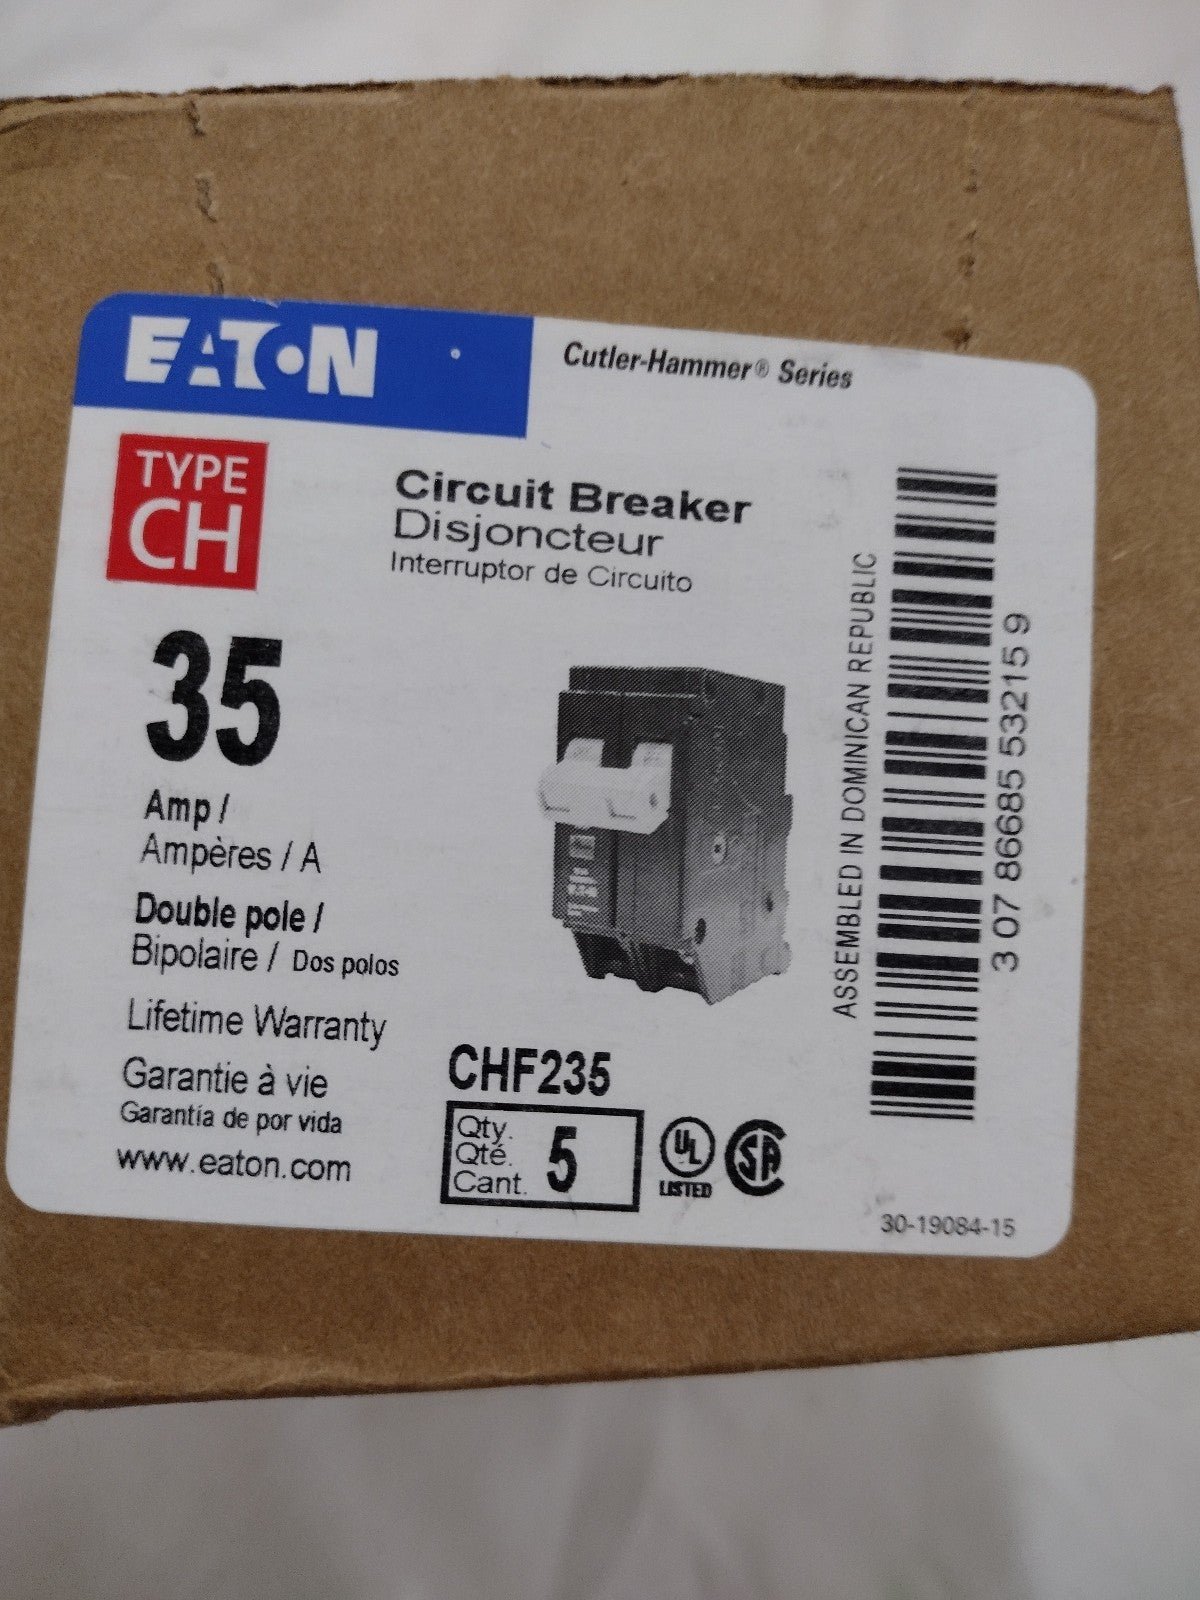 EATON
Cutler-Hammer® Series
TYPE
CH
Circuit Breaker
Disjoncteur
Interruptor de Circuito
35
Amp /
Ampères / A
Double pole /
Bipolaire / Dos polos
Lifetime Warranty
Garantie à vie
Garantía de por vida
www.eaton.com
CHF235
Qty.
Qté.
Cant.
5
UL
LISTED
SA
ASSEMBLED IN DOMINICAN REPUBLIC
3 07 86685 53215 9
30-19084-15